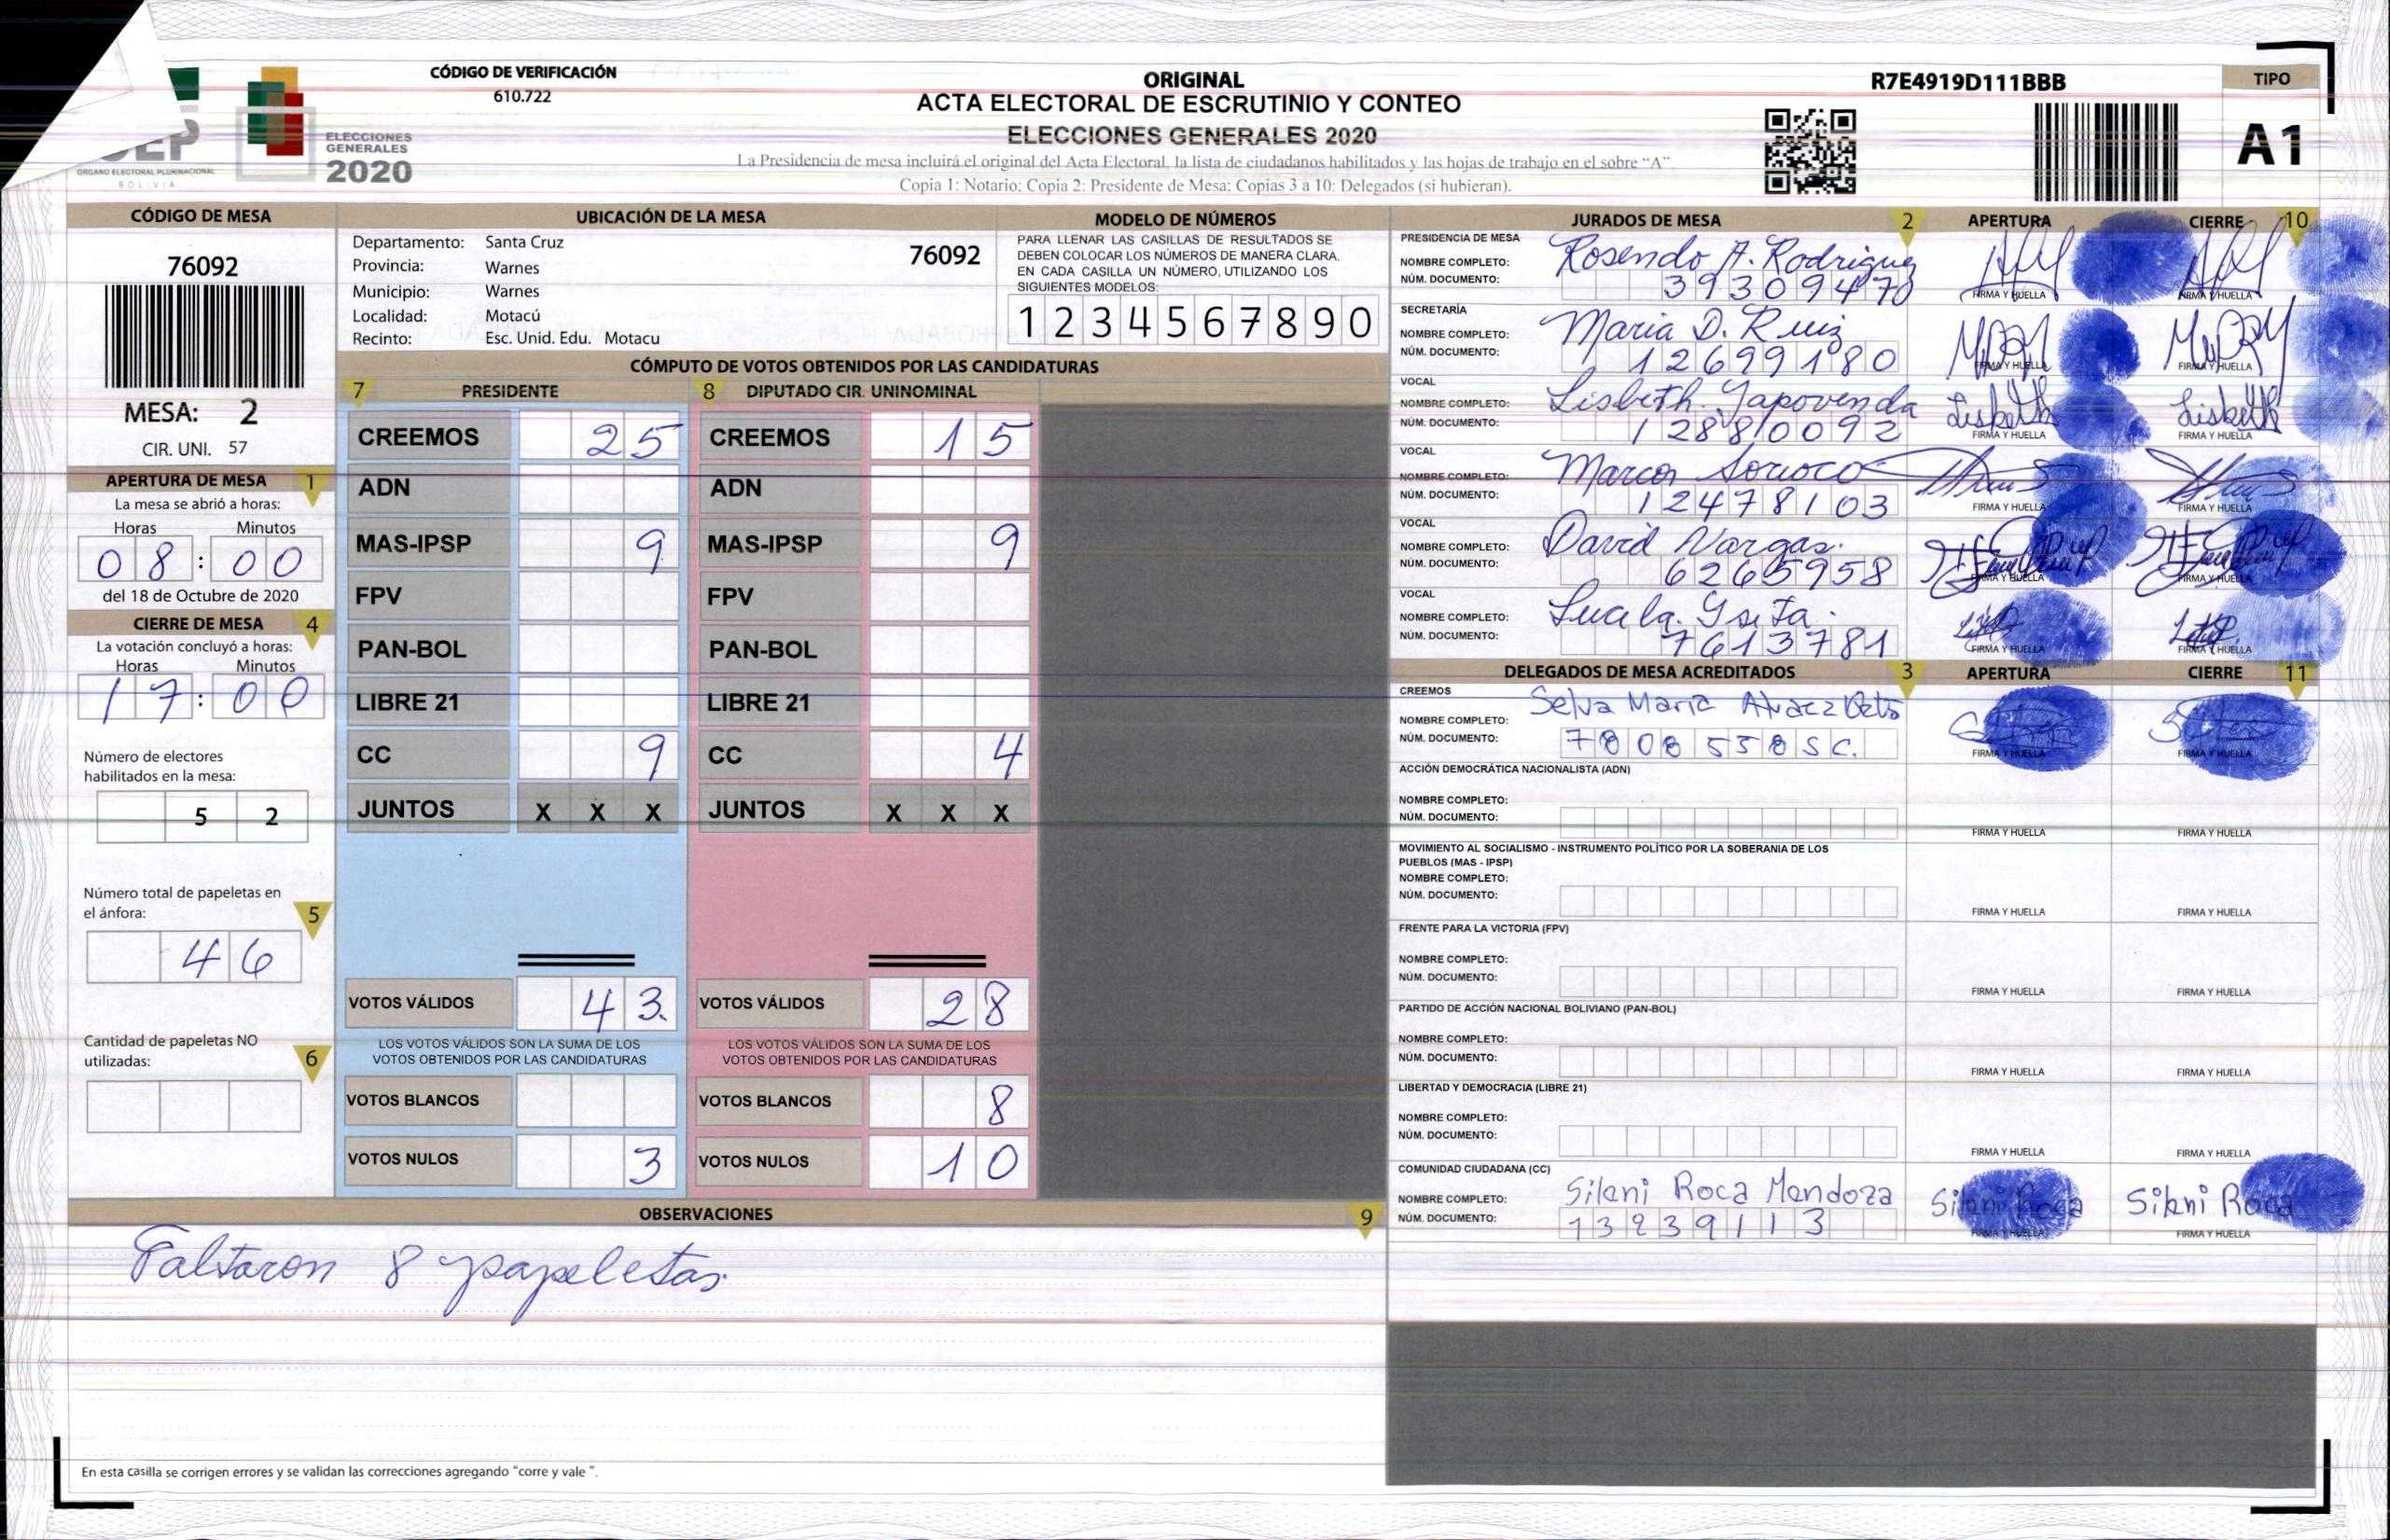 CÓDIGO DE VERIFICACIÓN
610.722
ORIGINAL
ACTA ELECTORAL DE ESCRUTINIO Y CONTEO
ELECCIONES GENERALES 2020
La Presidencia de mesa incluirá el original del Acta Electoral, la lista de ciudadanos habilitados y las hojas de trabajo en el sobre “A”.
Copia 1: Notario; Copia 2: Presidente de Mesa; Copias 3 a 10: Delegados (si hubieran).
R7E4919D111BBB
TIPO
A1
ÓRGANO ELECTORAL PLURINACIONAL
BOLIVIA
ELECCIONES
GENERALES
2020
CÓDIGO DE MESA
76092
MESA: 2
CIR. UNI. 57
APERTURA DE MESA 1
La mesa se abrió a horas:
Horas Minutos
08:00
del 18 de Octubre de 2020
CIERRE DE MESA 4
La votación concluyó a horas:
Horas Minutos
17:00
Número de electores
habilitados en la mesa:
5 2
Número total de papeletas en
el ánfora:
5
46
Cantidad de papeletas NO
utilizadas:
6
UBICACIÓN DE LA MESA
Departamento: Santa Cruz 76092
Provincia: Warnes
Municipio: Warnes
Localidad: Motacú
Recinto: Esc. Unid. Edu. Motacu
MODELO DE NÚMEROS
PARA LLENAR LAS CASILLAS DE RESULTADOS SE
DEBEN COLOCAR LOS NÚMEROS DE MANERA CLARA.
EN CADA CASILLA UN NÚMERO, UTILIZANDO LOS
SIGUIENTES MODELOS:
1 2 3 4 5 6 7 8 9 0
CÓMPUTO DE VOTOS OBTENIDOS POR LAS CANDIDATURAS
7 PRESIDENTE
CREEMOS 25
ADN
MAS-IPSP 9
FPV
PAN-BOL
LIBRE 21
CC 9
JUNTOS X X X
VOTOS VÁLIDOS 43.
LOS VOTOS VÁLIDOS SON LA SUMA DE LOS
VOTOS OBTENIDOS POR LAS CANDIDATURAS
VOTOS BLANCOS
VOTOS NULOS 3
8 DIPUTADO CIR. UNINOMINAL
CREEMOS 15
ADN
MAS-IPSP 9
FPV
PAN-BOL
LIBRE 21
CC 4
JUNTOS X X X
VOTOS VÁLIDOS 28
LOS VOTOS VÁLIDOS SON LA SUMA DE LOS
VOTOS OBTENIDOS POR LAS CANDIDATURAS
VOTOS BLANCOS 8
VOTOS NULOS 10
OBSERVACIONES 9
Faltaron 8 papeletas
En esta casilla se corrigen errores y se validan las correcciones agregando "corre y vale ".
JURADOS DE MESA 2 APERTURA CIERRE 10
PRESIDENCIA DE MESA
NOMBRE COMPLETO: Rosendo A. Rodriguez
NÚM. DOCUMENTO: 39309470
FIRMA Y HUELLA FIRMA Y HUELLA
SECRETARÍA
NOMBRE COMPLETO: Maria D. Ruiz
NÚM. DOCUMENTO: 12699180
FIRMA Y HUELLA FIRMA Y HUELLA
VOCAL
NOMBRE COMPLETO: Lisbeth Yapovenda
NÚM. DOCUMENTO: 12880092
Lisbeth Lisbeth
FIRMA Y HUELLA FIRMA Y HUELLA
VOCAL
NOMBRE COMPLETO: Marcos
NÚM. DOCUMENTO: 12478103
FIRMA Y HUELLA FIRMA Y HUELLA
VOCAL
NOMBRE COMPLETO: David Vargas.
NÚM. DOCUMENTO: 6265958
FIRMA Y HUELLA FIRMA Y HUELLA
VOCAL
NOMBRE COMPLETO:
NÚM. DOCUMENTO: 7613781
FIRMA Y HUELLA FIRMA Y HUELLA
DELEGADOS DE MESA ACREDITADOS 3 APERTURA CIERRE 11
CREEMOS
NOMBRE COMPLETO: Selva Maria
NÚM. DOCUMENTO: 7808558SC.
FIRMA Y HUELLA FIRMA Y HUELLA
ACCIÓN DEMOCRÁTICA NACIONALISTA (ADN)
NOMBRE COMPLETO:
NÚM. DOCUMENTO:
FIRMA Y HUELLA FIRMA Y HUELLA
MOVIMIENTO AL SOCIALISMO - INSTRUMENTO POLÍTICO POR LA SOBERANIA DE LOS
PUEBLOS (MAS - IPSP)
NOMBRE COMPLETO:
NÚM. DOCUMENTO:
FIRMA Y HUELLA FIRMA Y HUELLA
FRENTE PARA LA VICTORIA (FPV)
NOMBRE COMPLETO:
NÚM. DOCUMENTO:
FIRMA Y HUELLA FIRMA Y HUELLA
PARTIDO DE ACCIÓN NACIONAL BOLIVIANO (PAN-BOL)
NOMBRE COMPLETO:
NÚM. DOCUMENTO:
FIRMA Y HUELLA FIRMA Y HUELLA
LIBERTAD Y DEMOCRACIA (LIBRE 21)
NOMBRE COMPLETO:
NÚM. DOCUMENTO:
FIRMA Y HUELLA FIRMA Y HUELLA
COMUNIDAD CIUDADANA (CC)
NOMBRE COMPLETO: Silani Roca Mendoza
NÚM. DOCUMENTO: 13239113
Silani Roca Silani Roca
FIRMA Y HUELLA FIRMA Y HUELLA